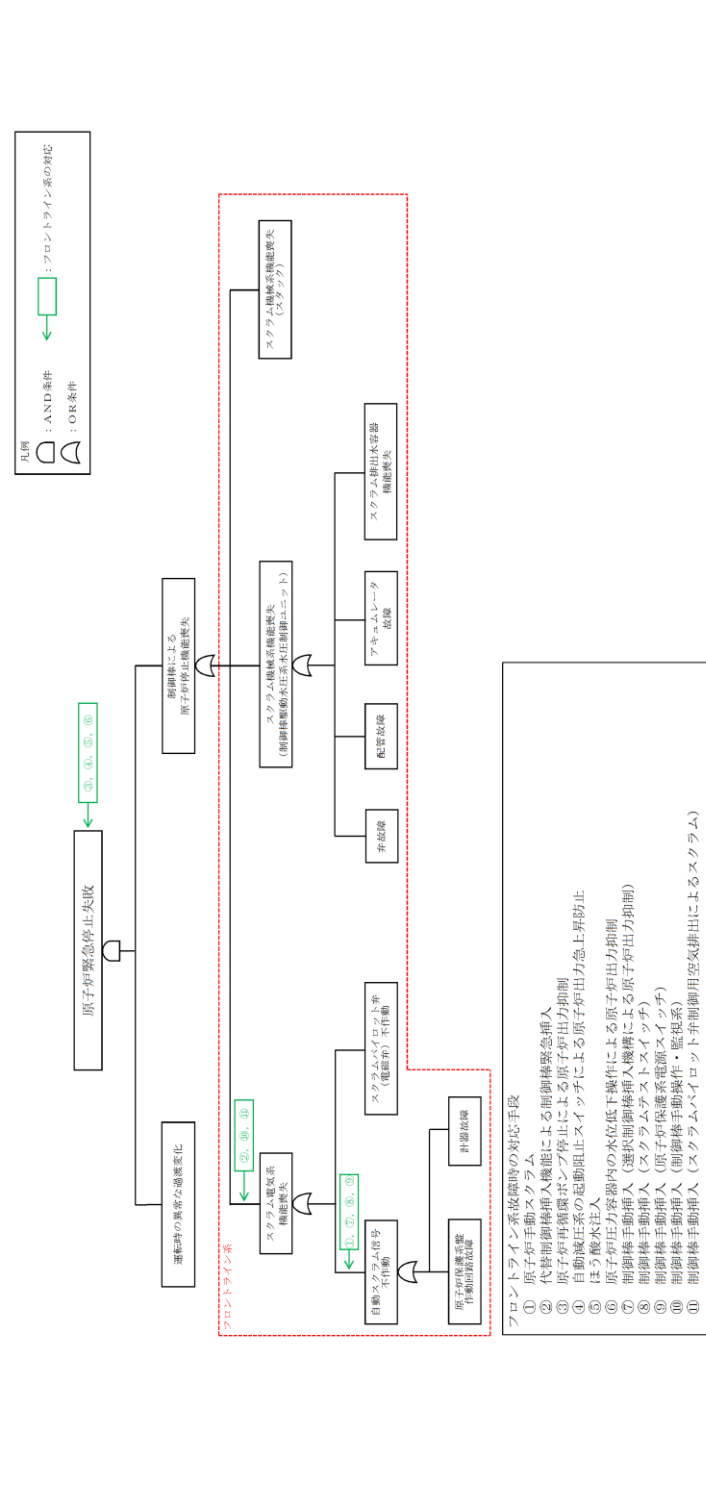 凡例
：AND条件
：OR条件
：フロントライン系の対応
原子炉緊急停止失敗
③，④，⑤，⑥
運転時の異常な過渡変化
制御棒による
原子炉停止機能喪失
フロントライン系
②，⑩，⑪
スクラム電気系
機能喪失
スクラム機械系機能喪失
（制御棒駆動水圧系水圧制御ユニット）
スクラム機械系機能喪失
（スタック）
①，⑦，⑧，⑨
自動スクラム信号
不作動
スクラムパイロット弁
（電磁弁）不作動
弁故障
配管故障
アキュムレータ
故障
スクラム排出水容器
機能喪失
原子炉保護系盤
作動回路故障
計器故障
フロントライン系故障時の対応手段
① 原子炉手動スクラム
② 代替制御棒挿入機能による制御棒緊急挿入
③ 原子炉再循環ポンプ停止による原子炉出力抑制
④ 自動減圧系の起動阻止スイッチによる原子炉出力急上昇防止
⑤ ほう酸水注入
⑥ 原子炉圧力容器内の水位低下操作による原子炉出力抑制
⑦ 制御棒手動挿入（選択制御棒挿入機構による原子炉出力抑制）
⑧ 制御棒手動挿入（スクラムテストスイッチ）
⑨ 制御棒手動挿入（原子炉保護系電源スイッチ）
⑩ 制御棒手動挿入（制御棒手動操作・監視系）
⑪ 制御棒手動挿入（スクラムパイロット弁制御用空気排出によるスクラム）